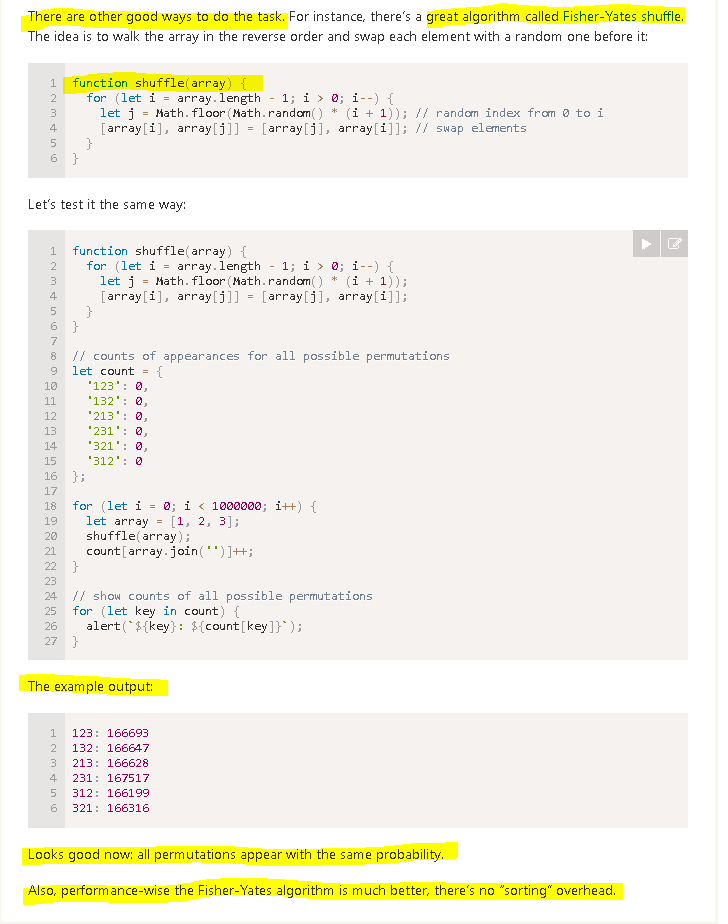 There are other good ways to do the task. For instance, there's a great algorithm called Fisher-Yates shuffle.
The idea is to walk the array in the reverse order and swap each element with a random one before it:
1 function shuffle(array) {
2   for (let i = array.length - 1; i > 0; i--) {
3     let j = Math.floor(Math.random() * (i + 1)); // random index from 0 to i
4     [array[i], array[j]] = [array[j], array[i]]; // swap elements
5   }
6 }
Let's test it the same way:
1 function shuffle(array) {
2   for (let i = array.length - 1; i > 0; i--) {
3     let j = Math.floor(Math.random() * (i + 1));
4     [array[i], array[j]] = [array[j], array[i]];
5   }
6 }
7
8 // counts of appearances for all possible permutations
9 let count = {
10   '123': 0,
11   '132': 0,
12   '213': 0,
13   '231': 0,
14   '321': 0,
15   '312': 0
16 };
17
18 for (let i = 0; i < 1000000; i++) {
19   let array = [1, 2, 3];
20   shuffle(array);
21   count[array.join('')]++;
22 }
23
24 // show counts of all possible permutations
25 for (let key in count) {
26   alert(`${key}: ${count[key]}`);
27 }
The example output:
1 123: 166693
2 132: 166647
3 213: 166628
4 231: 167517
5 312: 166199
6 321: 166316
Looks good now: all permutations appear with the same probability.
Also, performance-wise the Fisher-Yates algorithm is much better, there's no "sorting" overhead.